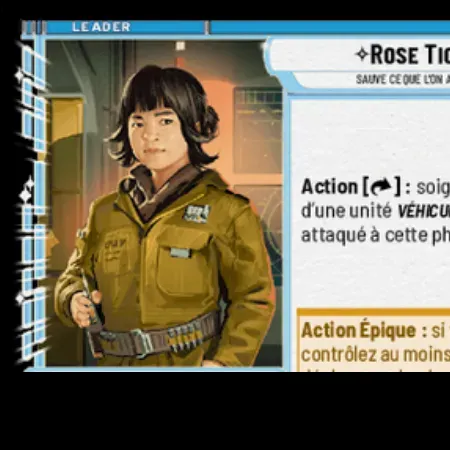 LEADER
ROSE TIC
SAUVE CE QUE L'ON A
Action [ ] : soig
d'une unité VÉHICU
attaqué à cette ph
Action Épique : si
contrôlez au moins